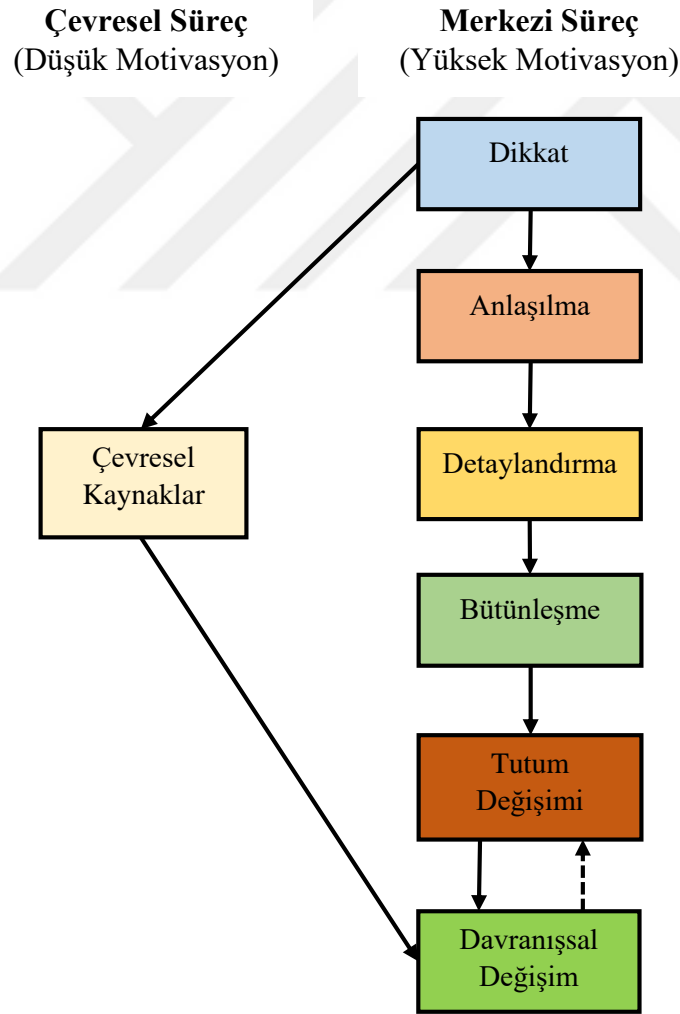 Çevresel Süreç
(Düşük Motivasyon)
Merkezi Süreç
(Yüksek Motivasyon)
Dikkat
Anlaşılma
Çevresel
Kaynaklar
Detaylandırma
Bütünleşme
Tutum
Değişimi
Davranışsal
Değişim